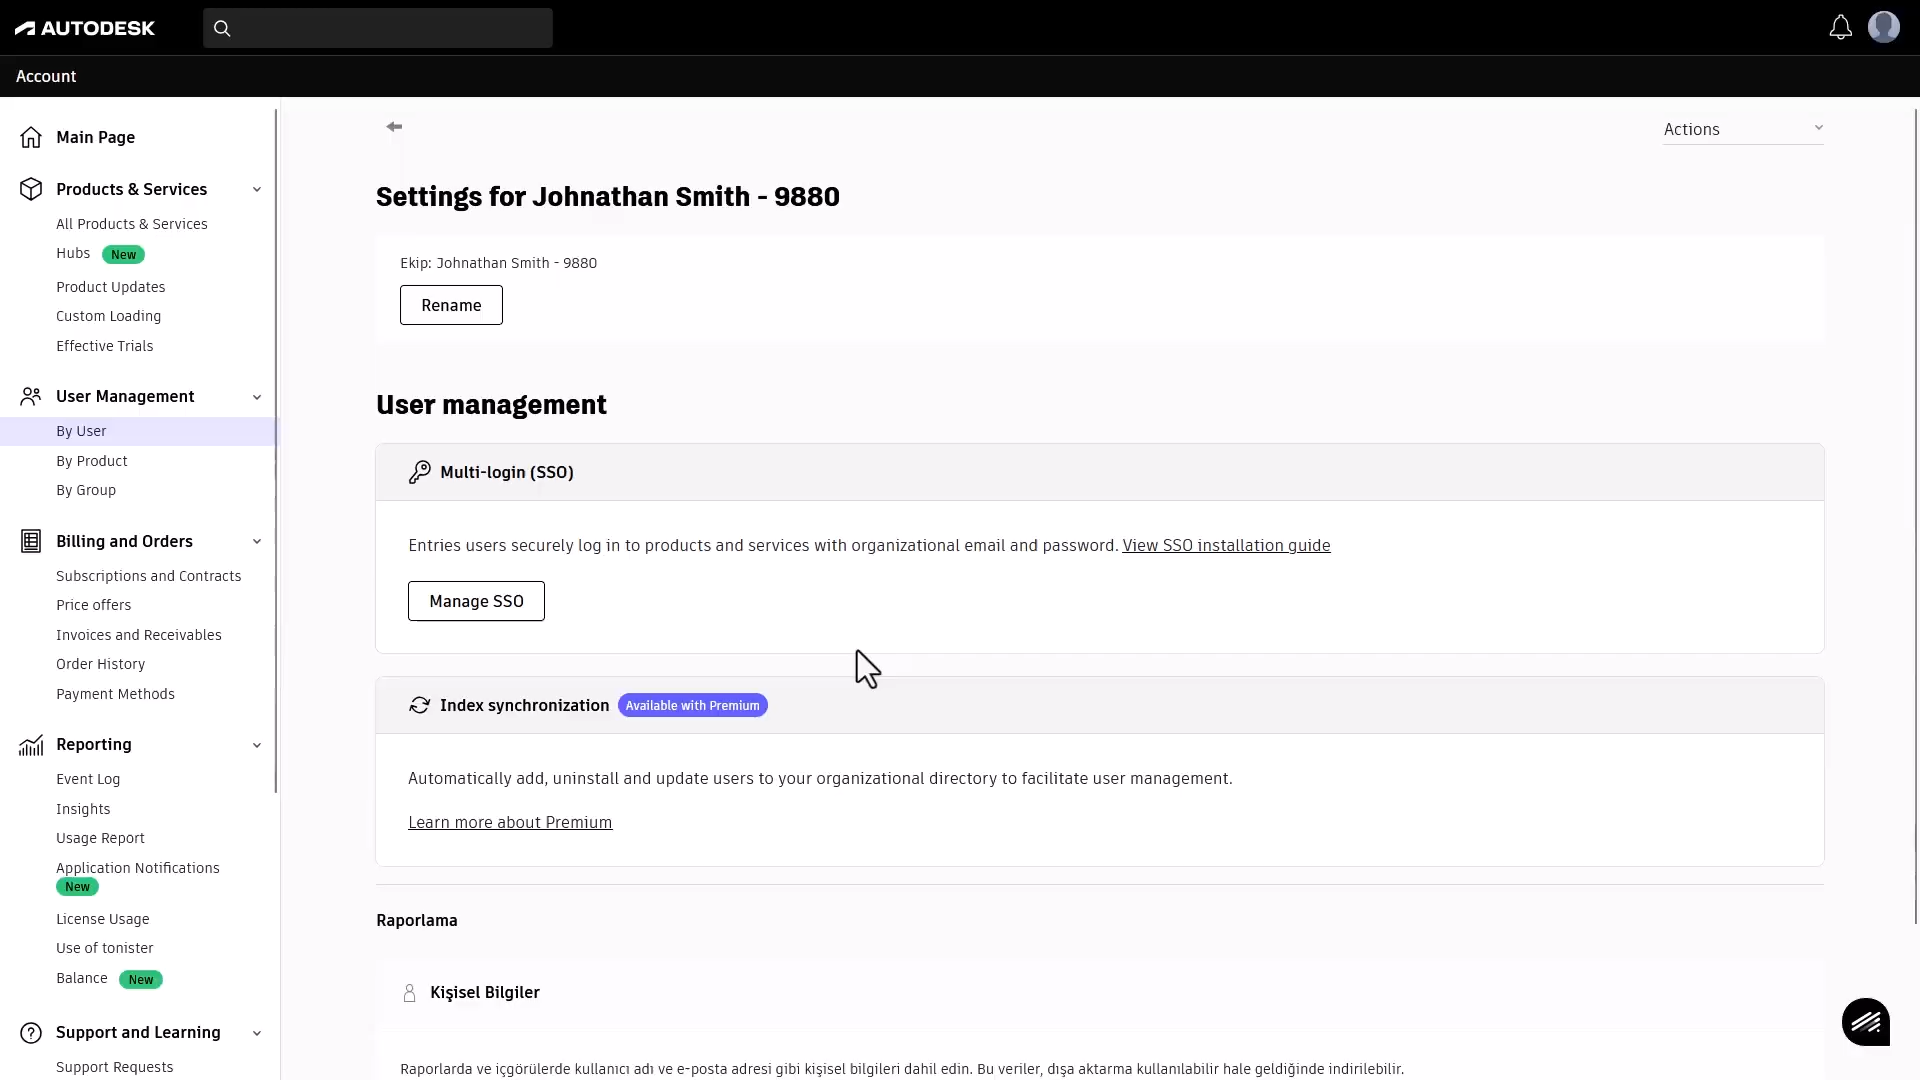 AUTODESK
Account
Main Page
Products & Services
All Products & Services
Hubs New
Product Updates
Custom Loading
Effective Trials
User Management
By User
By Product
By Group
Billing and Orders
Subscriptions and Contracts
Price offers
Invoices and Receivables
Order History
Payment Methods
Reporting
Event Log
Insights
Usage Report
Application Notifications
New
License Usage
Use of tonister
Balance New
Support and Learning
Support Requests
Actions
Settings for Johnathan Smith - 9880
Ekip: Johnathan Smith - 9880
Rename
User management
Multi-login (SSO)
Entries users securely log in to products and services with organizational email and password. View SSO installation guide
Manage SSO
Index synchronization Available with Premium
Automatically add, uninstall and update users to your organizational directory to facilitate user management.
Learn more about Premium
Raporlama
Kişisel Bilgiler
Raporlarda ve içgörülerde kullanıcı adı ve e-posta adresi gibi kişisel bilgileri dahil edin. Bu veriler, dışa aktarma kullanılabilir hale geldiğinde indirilebilir.